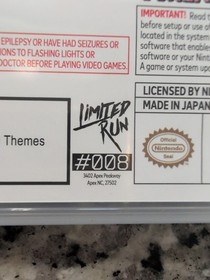 IMPORTANT! Read
before setup or use of
located in the system
software that enables
software or your Ninten
A game or system up
EPILEPSY OR HAVE HAD SEIZURES OR
IONS TO FLASHING LIGHTS OR
DOCTOR BEFORE PLAYING VIDEO GAMES.
Themes
LIMITED
RUN
#008
3402 Apex Peakway
Apex NC, 27502
LICENSED BY NI
MADE IN JAPAN
Official
Nintendo
Seal